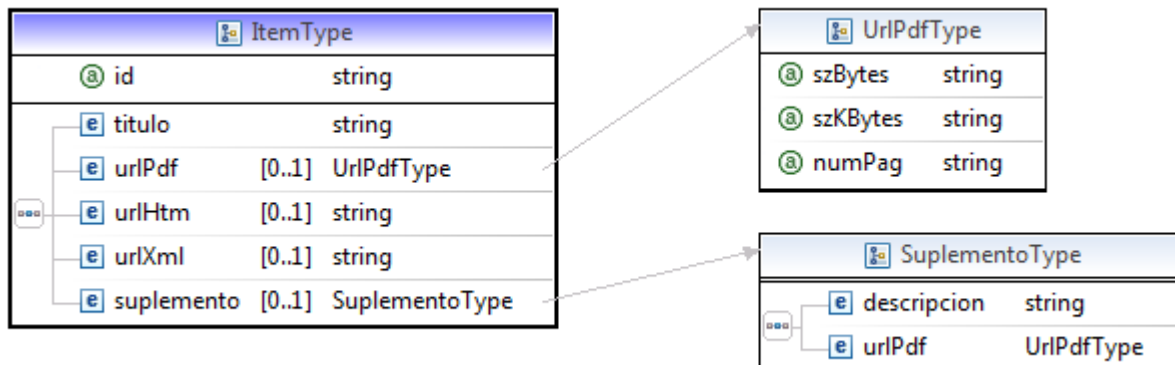 ItemType
id string
titulo string
urlPdf [0..1] UrlPdfType
urlHtm [0..1] string
urlXml [0..1] string
suplemento [0..1] SuplementoType
UrlPdfType
szBytes string
szKBytes string
numPag string
SuplementoType
descripcion string
urlPdf UrlPdfType